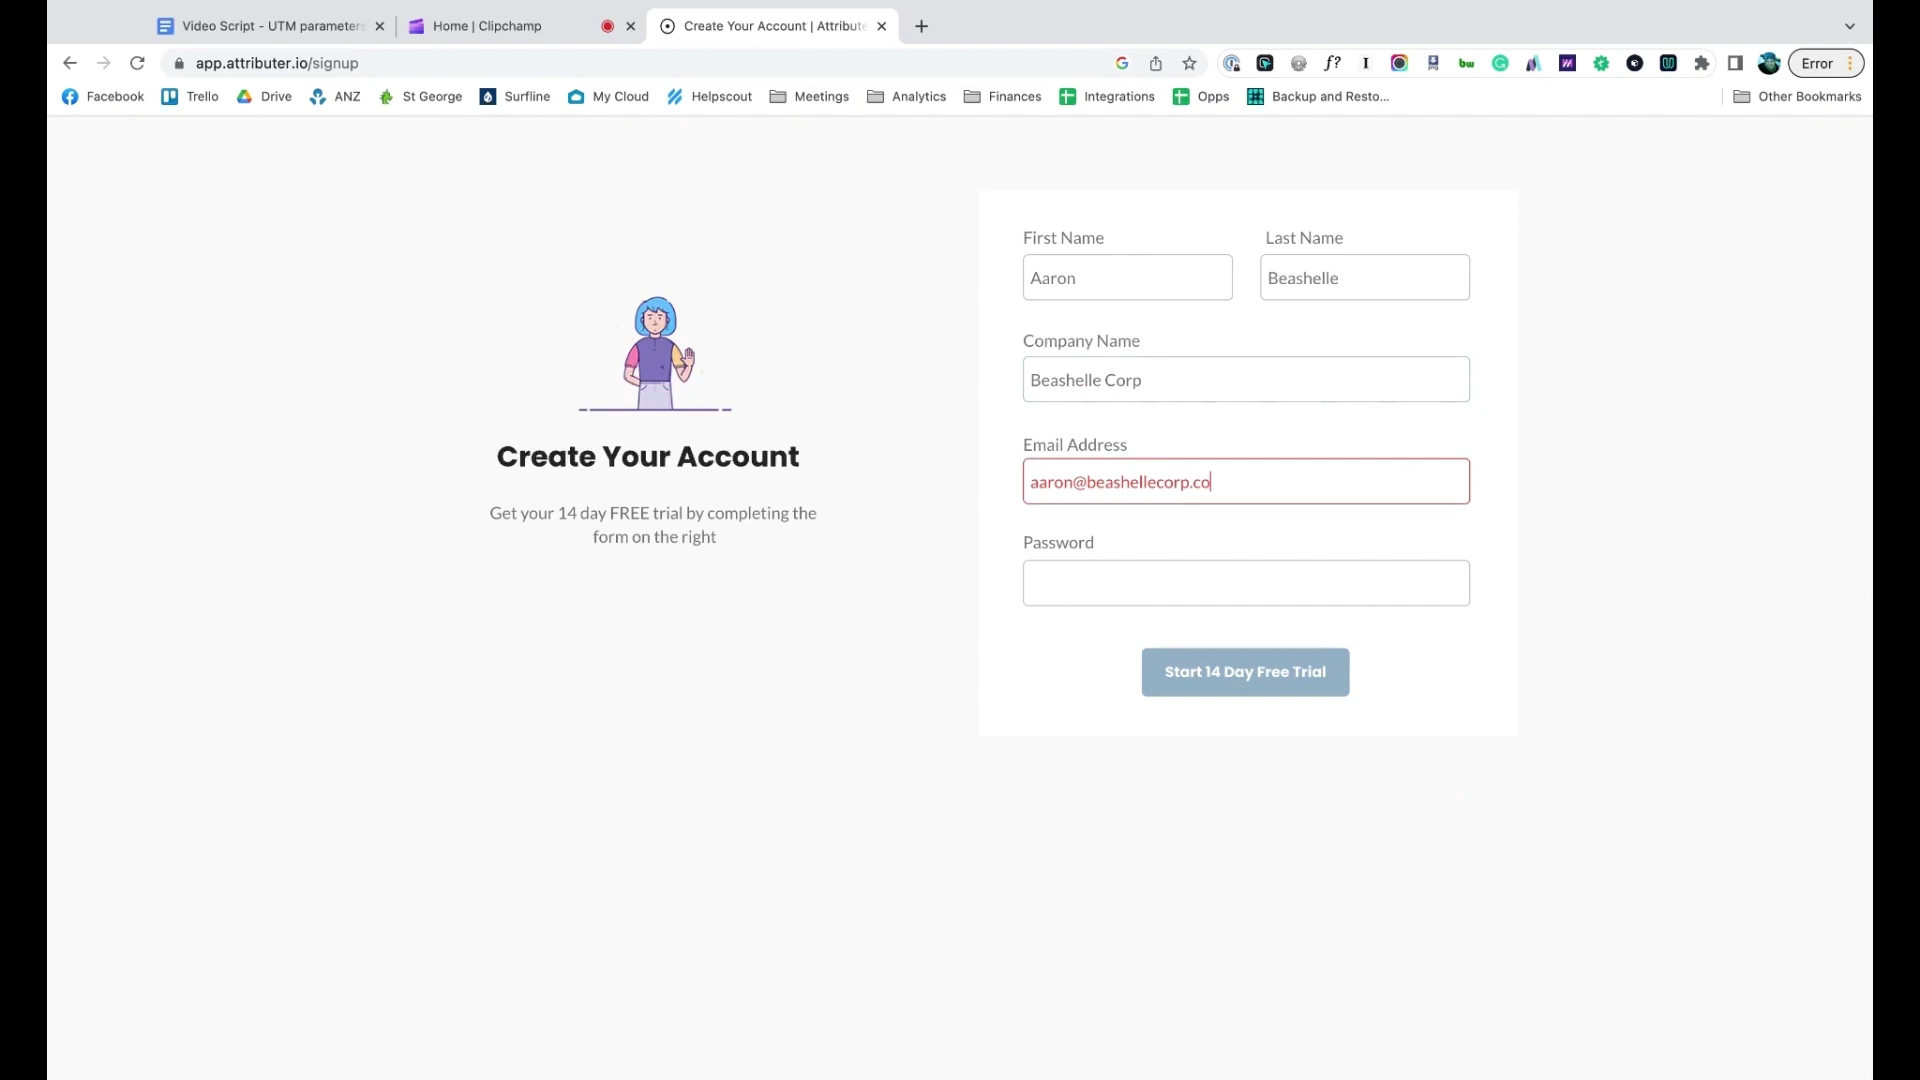 Video Script - UTM parameters
Home | Clipchamp
Create Your Account | Attribute
app.attributer.io/signup
Error
Facebook
Trello
Drive
ANZ
St George
Surfline
My Cloud
Helpscout
Meetings
Analytics
Finances
Integrations
Opps
Backup and Resto...
Other Bookmarks
Create Your Account
Get your 14 day FREE trial by completing the
form on the right
First Name
Last Name
Aaron
Beashelle
Company Name
Beashelle Corp
Email Address
aaron@beashellecorp.co
Password
Start 14 Day Free Trial